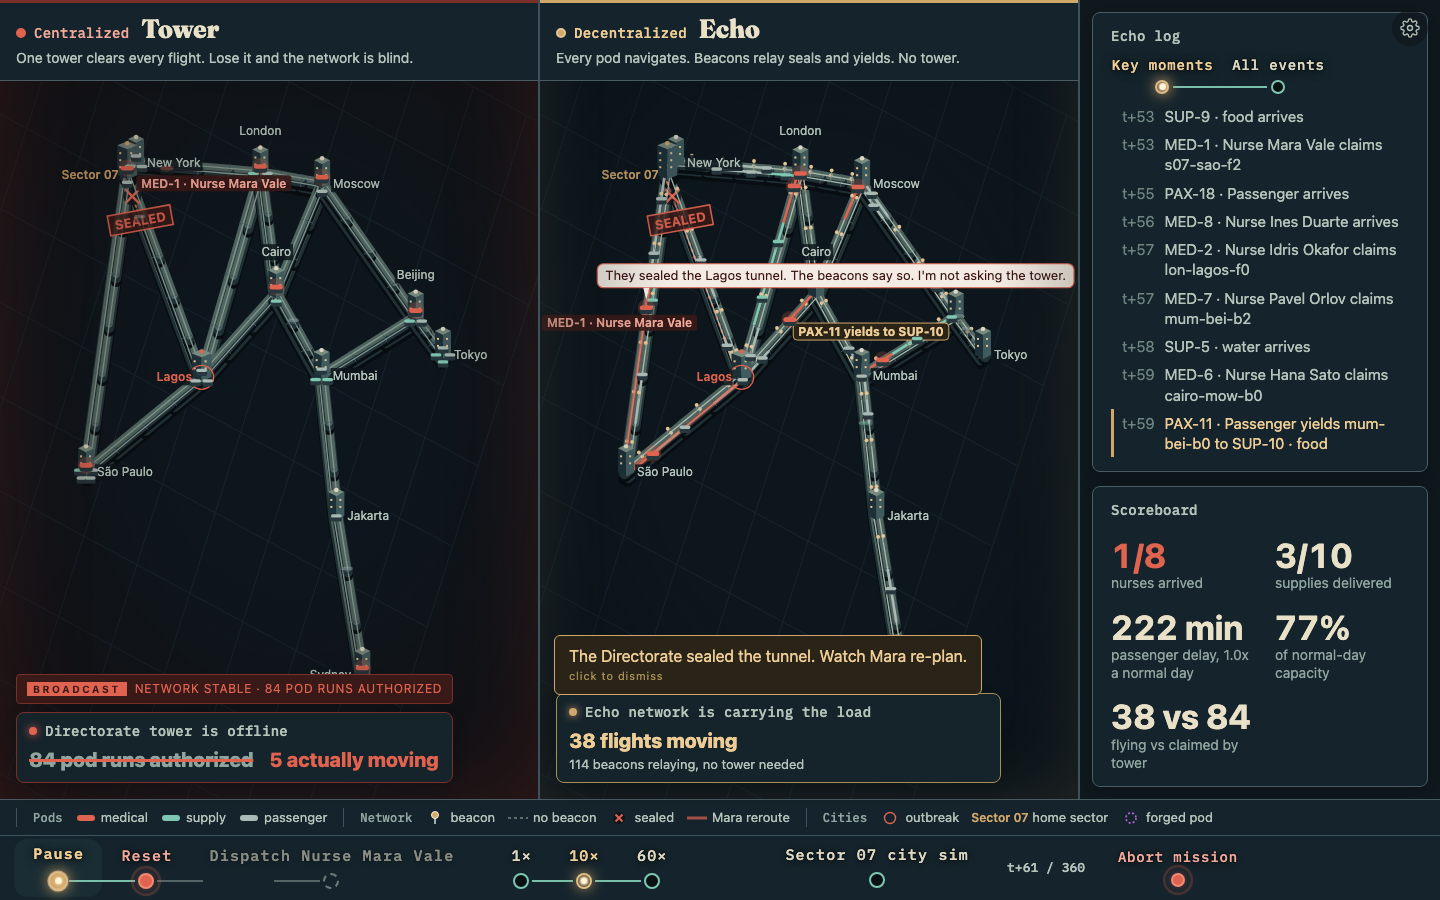 Centralized Tower
One tower clears every flight. Lose it and the network is blind.
London
New York
Sector 07
MED-1 · Nurse Mara Vale
Moscow
SEALED
Cairo
Beijing
Tokyo
Lagos
Mumbai
São Paulo
Jakarta
BROADCAST NETWORK STABLE · 84 POD RUNS AUTHORIZED
Directorate tower is offline
84 pod runs authorized 5 actually moving
Decentralized Echo
Every pod navigates. Beacons relay seals and yields. No tower.
London
New York
Sector 07
Moscow
SEALED
Cairo
They sealed the Lagos tunnel. The beacons say so. I'm not asking the tower.
MED-1 · Nurse Mara Vale
PAX-11 yields to SUP-10
Tokyo
Lagos
Mumbai
São Paulo
Jakarta
The Directorate sealed the tunnel. Watch Mara re-plan.
click to dismiss
Echo network is carrying the load
38 flights moving
114 beacons relaying, no tower needed
Echo log
Key moments All events
t+53 SUP-9 · food arrives
t+53 MED-1 · Nurse Mara Vale claims
s07-sao-f2
t+55 PAX-18 · Passenger arrives
t+56 MED-8 · Nurse Ines Duarte arrives
t+57 MED-2 · Nurse Idris Okafor claims
lon-lagos-f0
t+57 MED-7 · Nurse Pavel Orlov claims
mum-bei-b2
t+58 SUP-5 · water arrives
t+59 MED-6 · Nurse Hana Sato claims
cairo-mow-b0
t+59 PAX-11 · Passenger yields mum-
bei-b0 to SUP-10 · food
Scoreboard
1/8 3/10
nurses arrived supplies delivered
222 min 77%
passenger delay, 1.0x of normal-day
a normal day capacity
38 vs 84
flying vs claimed by
tower
Pods medical supply passenger Network beacon no beacon sealed Mara reroute Cities outbreak Sector 07 home sector forged pod
Pause Reset Dispatch Nurse Mara Vale 1× 10× 60× Sector 07 city sim t+61 / 360 Abort mission